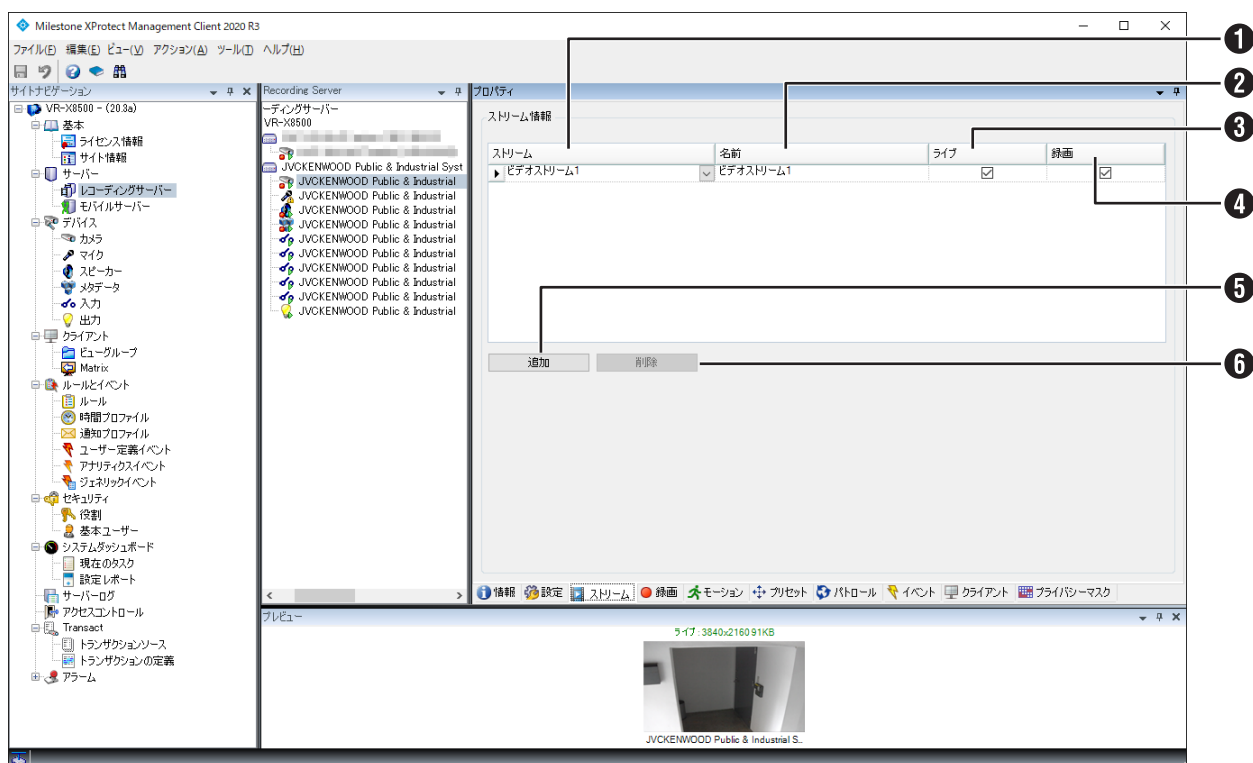 Milestone XProtect Management Client 2020 R3
ファイル(F) 編集(E) ビュー(V) アクション(A) ツール(T) ヘルプ(H)
サイトナビゲーション
VR-X8500 - (20.3a)
基本
ライセンス情報
サイト情報
サーバー
レコーディングサーバー
モバイルサーバー
デバイス
カメラ
マイク
スピーカー
メタデータ
入力
出力
クライアント
ビューグループ
Matrix
ルールとイベント
ルール
時間プロファイル
通知プロファイル
ユーザー定義イベント
アナリティクスイベント
ジェネリックイベント
セキュリティ
役割
基本ユーザー
システムダッシュボード
現在のタスク
設定レポート
サーバーログ
アクセスコントロール
Transact
トランザクションソース
トランザクションの定義
アラーム
Recording Server
ーディングサーバー
VR-X8500
JVCKENWOOD Public & Industrial Syst
JVCKENWOOD Public & Industrial
JVCKENWOOD Public & Industrial
JVCKENWOOD Public & Industrial
JVCKENWOOD Public & Industrial
JVCKENWOOD Public & Industrial
JVCKENWOOD Public & Industrial
JVCKENWOOD Public & Industrial
JVCKENWOOD Public & Industrial
JVCKENWOOD Public & Industrial
JVCKENWOOD Public & Industrial
プロパティ
ストリーム情報
ストリーム 名前 ライブ 録画
ビデオストリーム1 ビデオストリーム1
追加 削除
情報 設定 ストリーム 録画 モーション プリセット パトロール イベント クライアント プライバシーマスク
プレビュー
ライブ : 3840x2160 91KB
JVCKENWOOD Public & Industrial S...
1
2
3
4
5
6